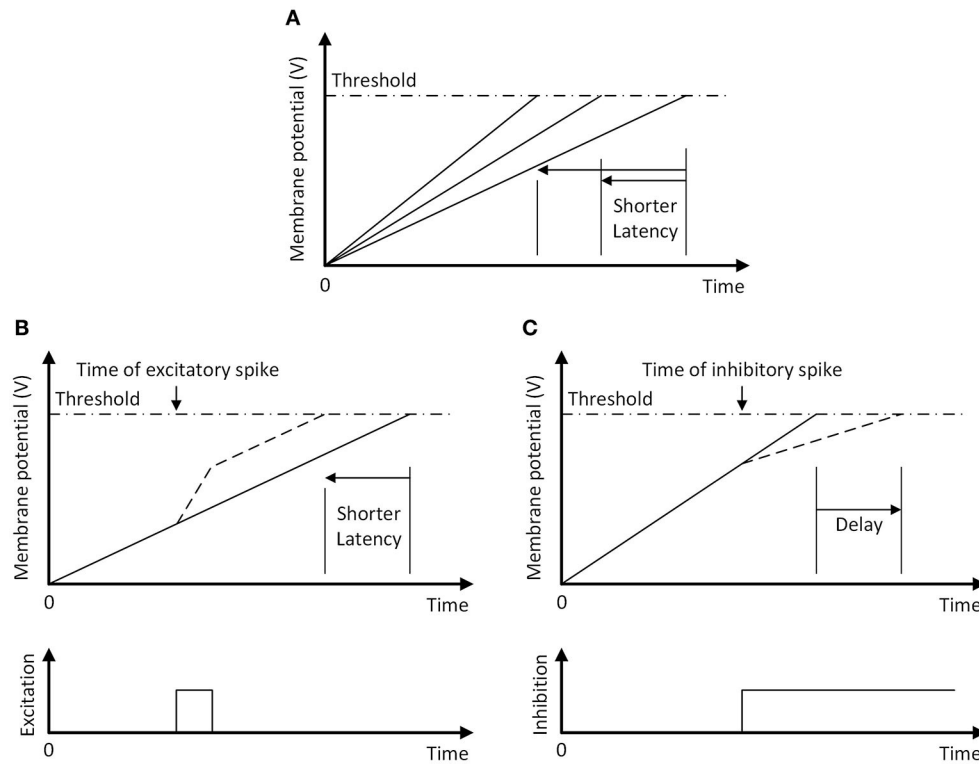 A
Membrane potential (V)
Threshold
Shorter
Latency
0
Time
B
Membrane potential (V)
Time of excitatory spike
Threshold
Shorter
Latency
0
Time
Excitation
0
Time
C
Membrane potential (V)
Time of inhibitory spike
Threshold
Delay
0
Time
Inhibition
0
Time